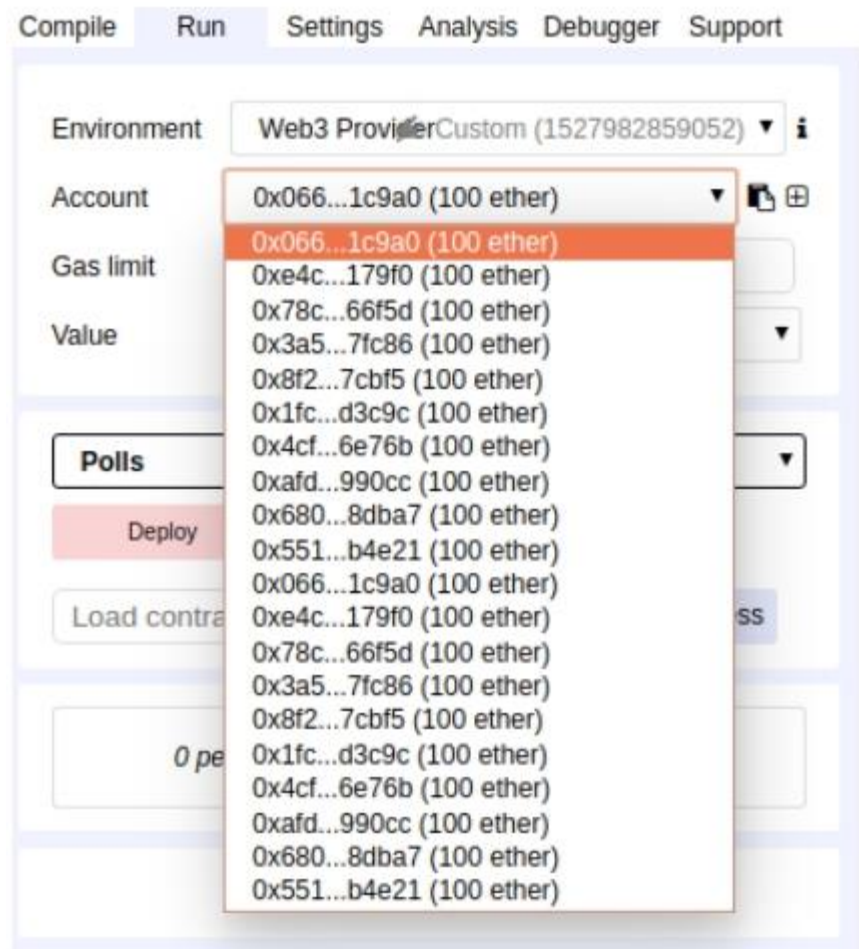 Compile Run Settings Analysis Debugger Support
Environment Web3 Provider Custom (1527982859052) ▼ i
Account 0x066...1c9a0 (100 ether) ▼
0x066...1c9a0 (100 ether)
Gas limit
0xe4c...179f0 (100 ether)
0x78c...66f5d (100 ether)
Value
0x3a5...7fc86 (100 ether)
0x8f2...7cbf5 (100 ether)
0x1fc...d3c9c (100 ether)
0x4cf...6e76b (100 ether)
Polls
0xafd...990cc (100 ether)
0x680...8dba7 (100 ether)
Deploy
0x551...b4e21 (100 ether)
0x066...1c9a0 (100 ether)
Load contra 0xe4c...179f0 (100 ether) ss
0x78c...66f5d (100 ether)
0x3a5...7fc86 (100 ether)
0x8f2...7cbf5 (100 ether)
0 pe 0x1fc...d3c9c (100 ether)
0x4cf...6e76b (100 ether)
0xafd...990cc (100 ether)
0x680...8dba7 (100 ether)
0x551...b4e21 (100 ether)